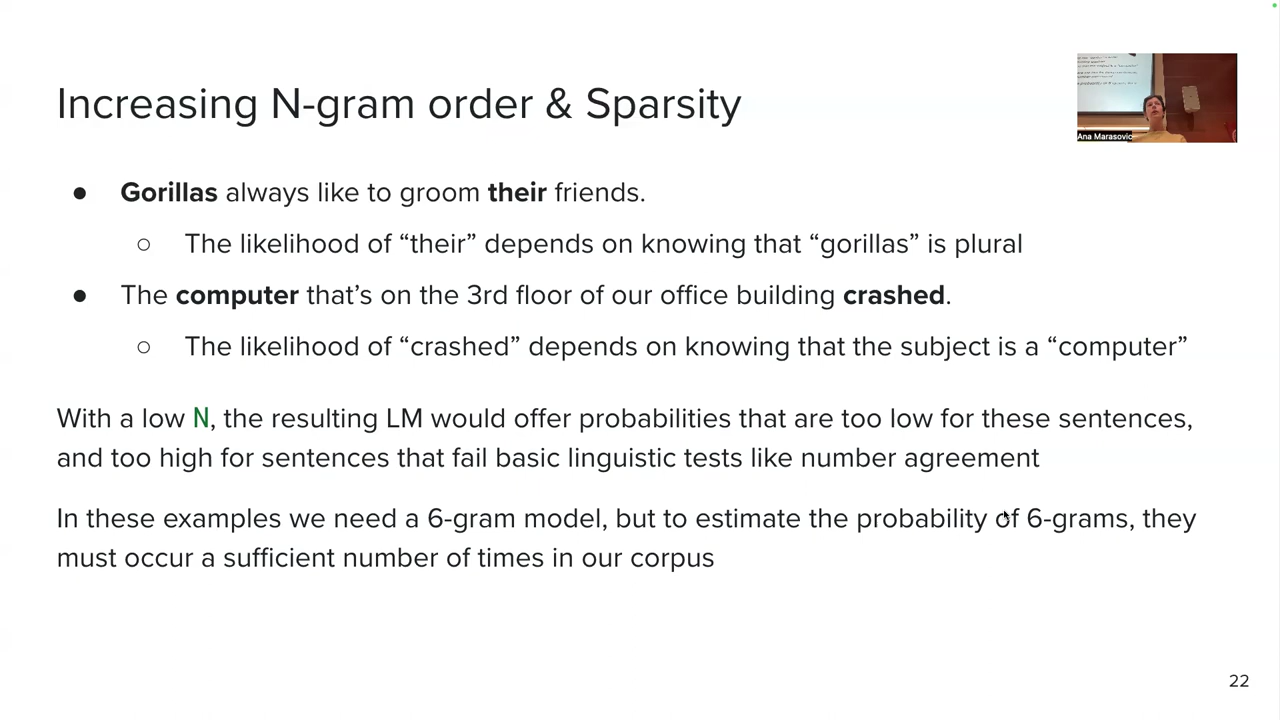 Increasing N-gram order & Sparsity
Ana Marasovic
● Gorillas always like to groom their friends.
○ The likelihood of “their” depends on knowing that “gorillas” is plural
● The computer that’s on the 3rd floor of our office building crashed.
○ The likelihood of “crashed” depends on knowing that the subject is a “computer”
With a low N, the resulting LM would offer probabilities that are too low for these sentences,
and too high for sentences that fail basic linguistic tests like number agreement
In these examples we need a 6-gram model, but to estimate the probability of 6-grams, they
must occur a sufficient number of times in our corpus
22